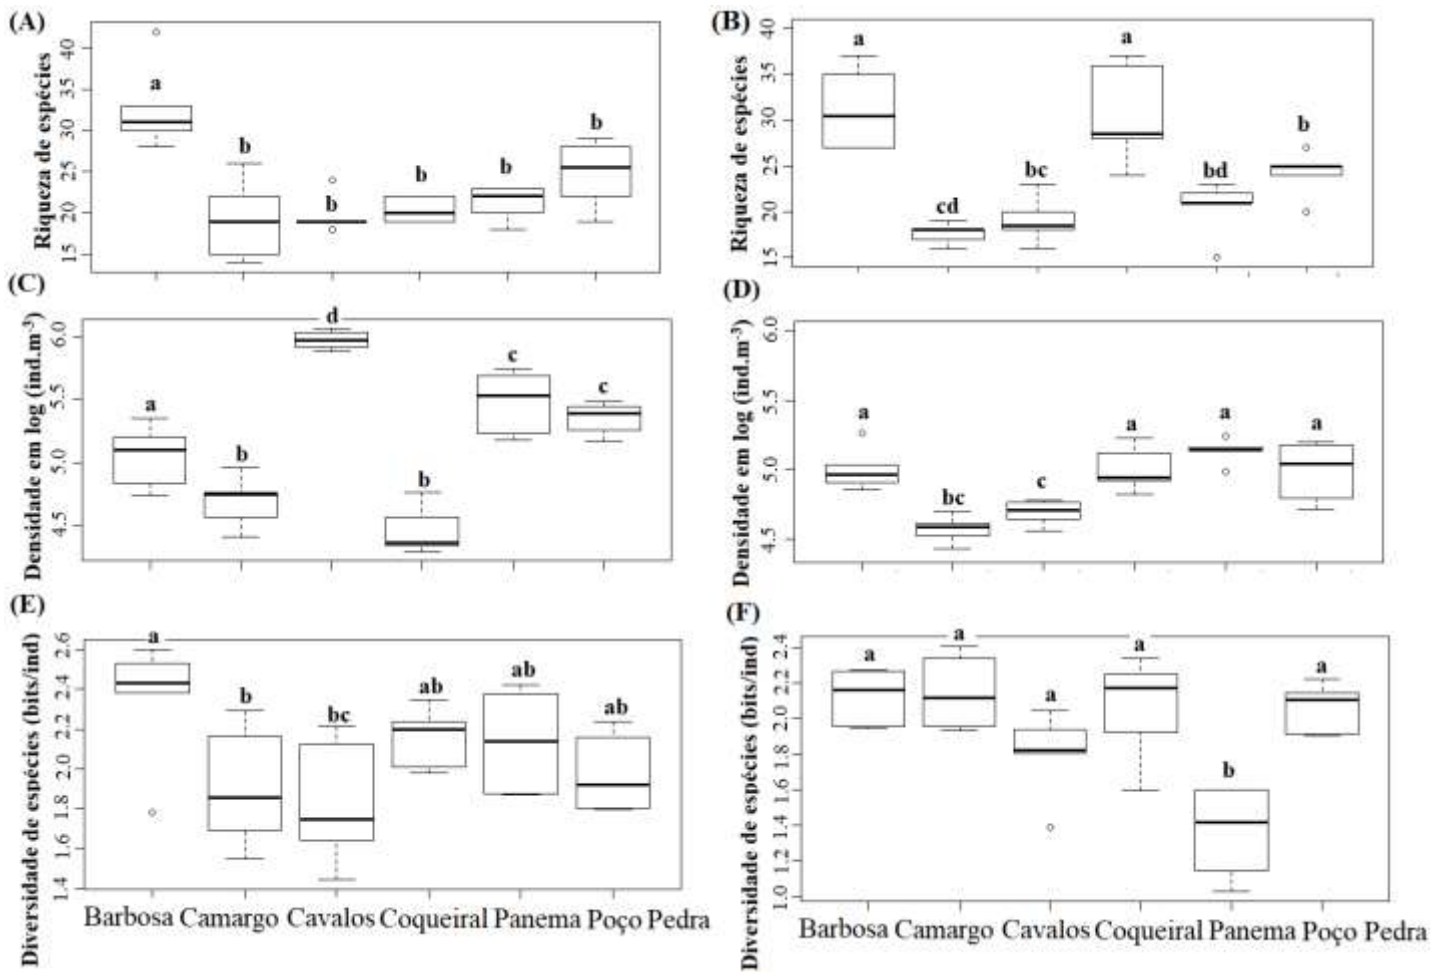 (A)
Riqueza de espécies
40
35
30
25
20
15
a
b
b
b
b
b
(B)
Riqueza de espécies
40
35
30
25
20
15
a
cd
bc
a
bd
b
(C)
Densidade em log (ind.m-3)
6.0
5.5
5.0
4.5
a
b
d
b
c
c
(D)
Densidade em log (ind.m-3)
6.0
5.5
5.0
4.5
a
bc
c
a
a
a
(E)
Diversidade de espécies (bits/ind)
2.6
2.4
2.2
2.0
1.8
1.6
1.4
a
b
bc
ab
ab
ab
Barbosa Camargo Cavalos Coqueiral Panema Poço Pedra
(F)
Diversidade de espécies (bits/ind)
2.4
2.2
2.0
1.8
1.6
1.4
1.2
1.0
a
a
a
a
b
a
Barbosa Camargo Cavalos Coqueiral Panema Poço Pedra